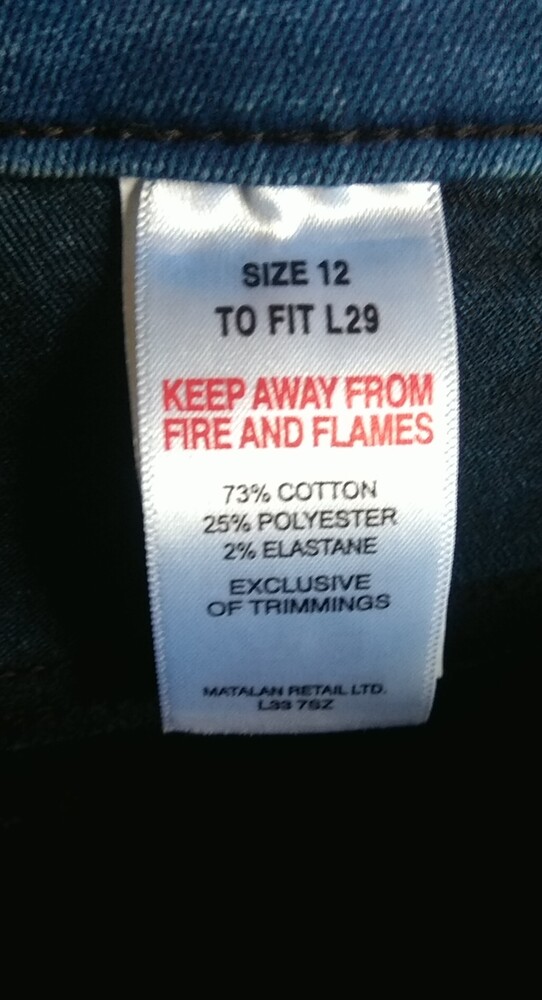 SIZE 12
TO FIT L29
KEEP AWAY FROM
FIRE AND FLAMES
73% COTTON
25% POLYESTER
2% ELASTANE
EXCLUSIVE
OF TRIMMINGS
MATALAN RETAIL LTD.
L33 7SZ